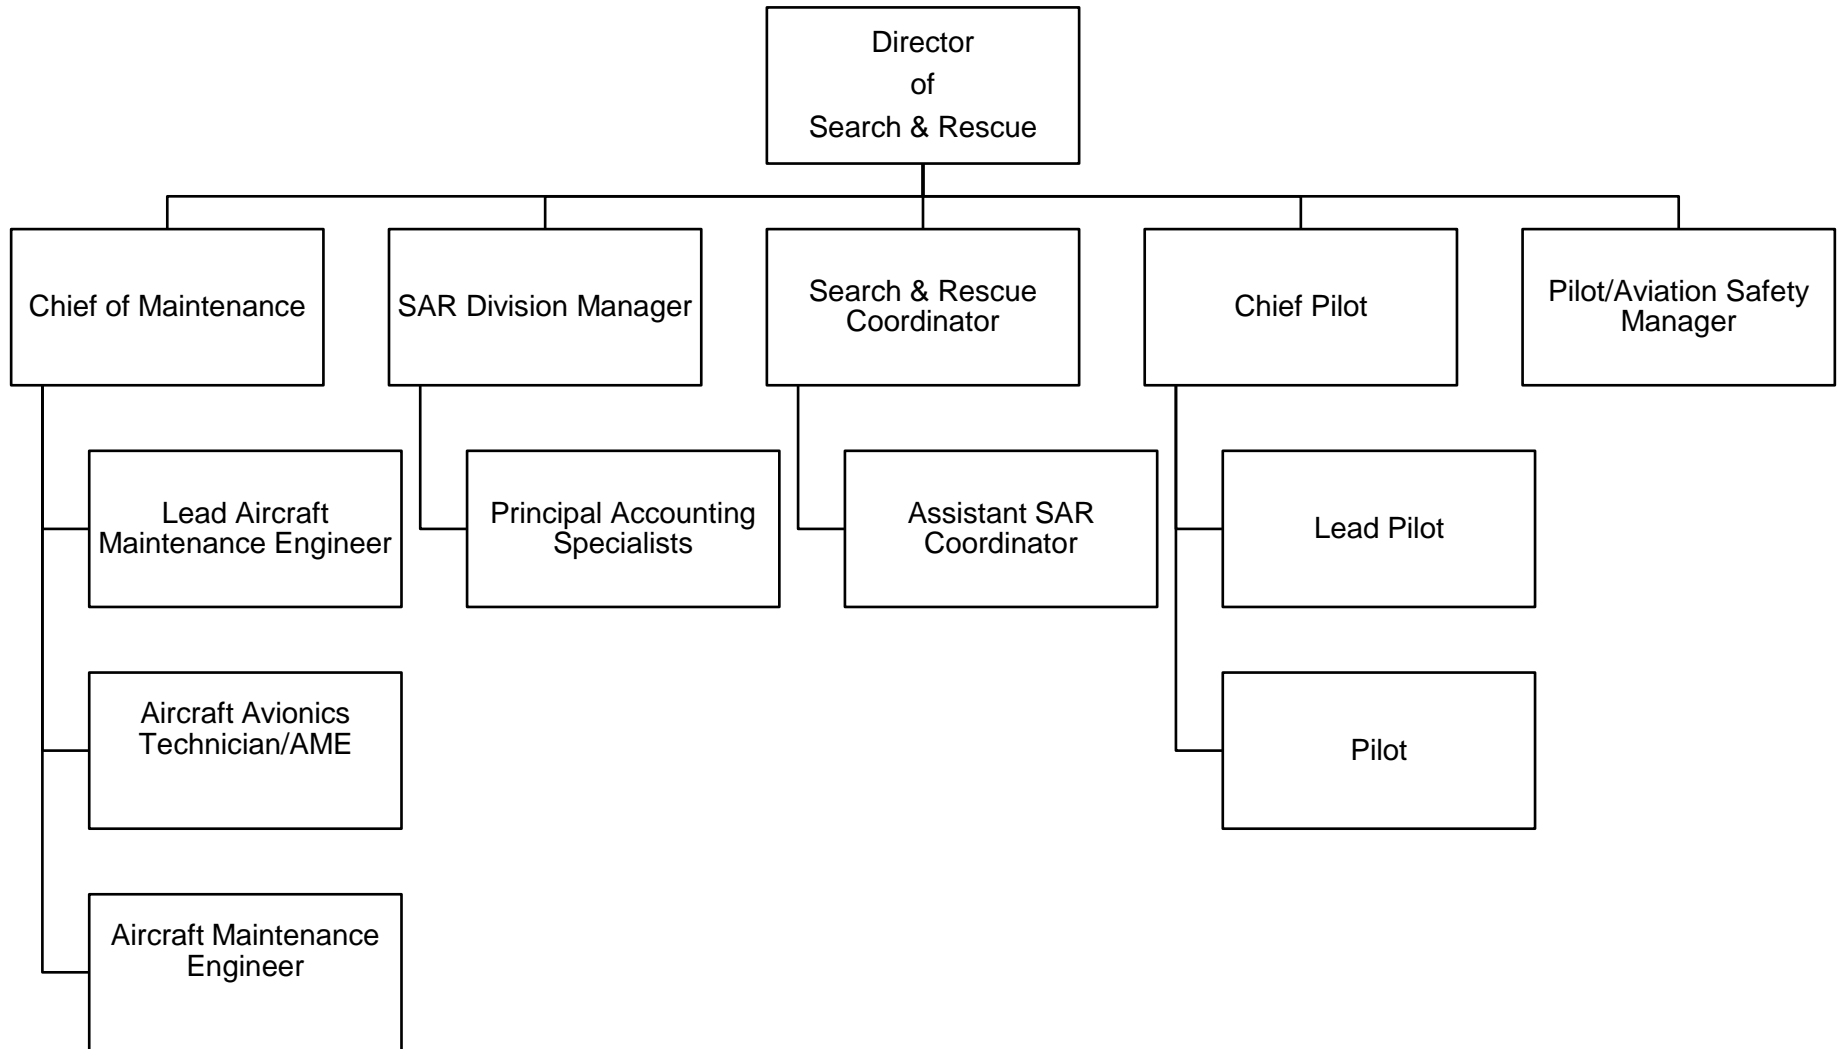 Director
of
Search & Rescue
Chief of Maintenance
SAR Division Manager
Search & Rescue
Coordinator
Chief Pilot
Pilot/Aviation Safety
Manager
Lead Aircraft
Maintenance Engineer
Principal Accounting
Specialists
Assistant SAR
Coordinator
Lead Pilot
Aircraft Avionics
Technician/AME
Pilot
Aircraft Maintenance
Engineer